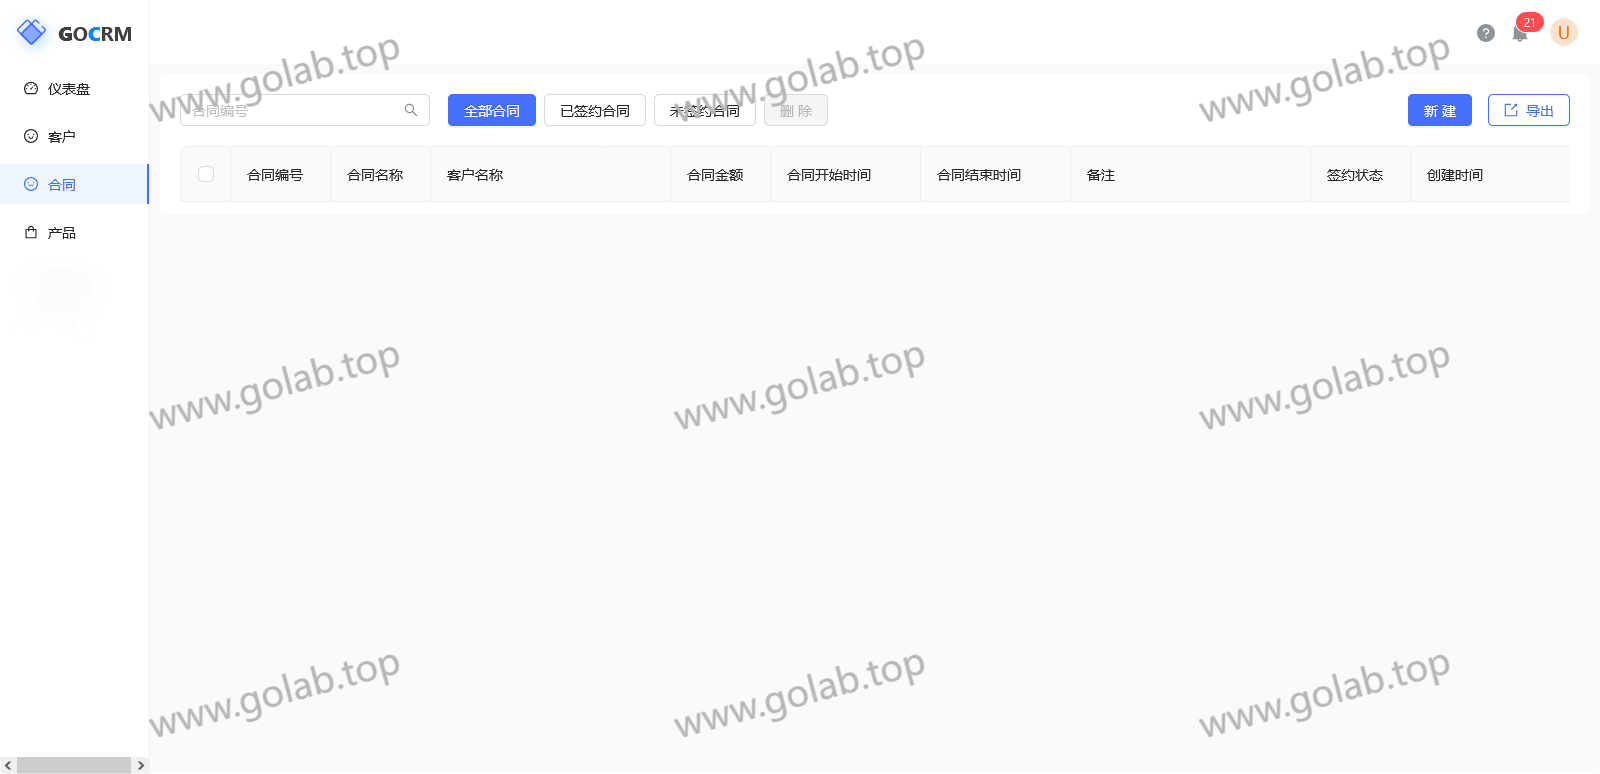 GOCRM
仪表盘
客户
合同
产品
?
21
U
合同编号
全部合同
已签约合同
未签约合同
删 除
新 建
导出
合同编号 合同名称 客户名称 合同金额 合同开始时间 合同结束时间 备注 签约状态 创建时间
www.golab.top www.golab.top www.golab.top
www.golab.top www.golab.top www.golab.top
www.golab.top www.golab.top www.golab.top